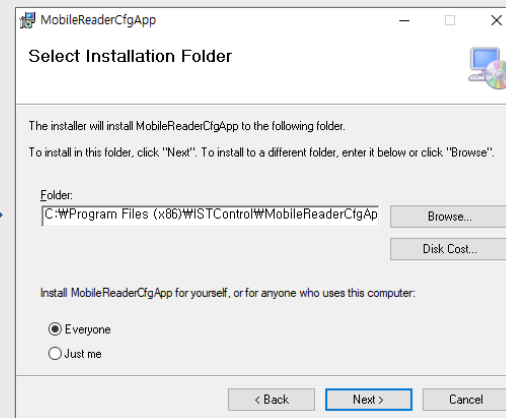 MobileReaderCfgApp
Select Installation Folder
The installer will install MobileReaderCfgApp to the following folder.
To install in this folder, click "Next". To install to a different folder, enter it below or click "Browse".
Folder:
C:₩Program Files (x86)₩ISTControl₩MobileReaderCfgAp
Browse...
Disk Cost...
Install MobileReaderCfgApp for yourself, or for anyone who uses this computer:
Everyone
Just me
< Back
Next >
Cancel